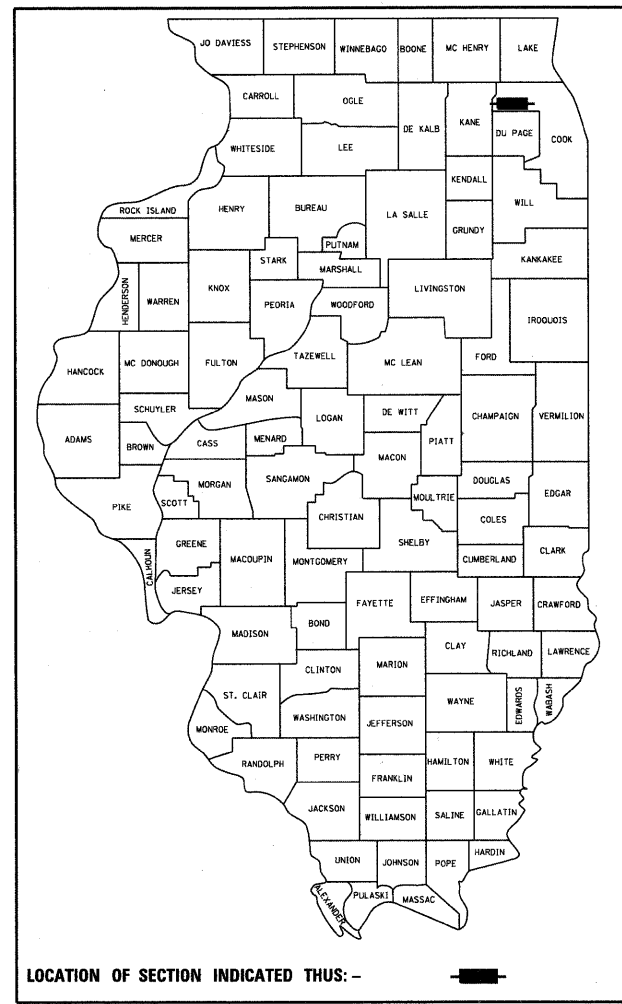 JO DAVIESS STEPHENSON WINNEBAGO BOONE MC HENRY LAKE
CARROLL OGLE DE KALB KANE DU PAGE COOK
WHITESIDE LEE
KENDALL WILL
ROCK ISLAND HENRY BUREAU LA SALLE GRUNDY
MERCER PUTNAM KANKAKEE
STARK MARSHALL
HENDERSON WARREN KNOX PEORIA WOODFORD LIVINGSTON IROQUOIS
HANCOCK MC DONOUGH FULTON TAZEWELL MC LEAN FORD
MASON
SCHUYLER LOGAN DE WITT CHAMPAIGN VERMILION
ADAMS BROWN CASS MENARD MACON PIATT
MORGAN SANGAMON DOUGLAS
PIKE SCOTT CHRISTIAN MOULTRIE COLES EDGAR
GREENE MACOUPIN MONTGOMERY SHELBY CUMBERLAND CLARK
CALHOUN JERSEY FAYETTE EFFINGHAM JASPER CRAWFORD
MADISON BOND
CLAY RICHLAND LAWRENCE
CLINTON MARION
ST. CLAIR WAYNE EDWARDS WABASH
WASHINGTON JEFFERSON
MONROE
RANDOLPH PERRY HAMILTON WHITE
FRANKLIN
JACKSON WILLIAMSON SALINE GALLATIN
UNION JOHNSON POPE HARDIN
ALEXANDER PULASKI MASSAC
LOCATION OF SECTION INDICATED THUS: –